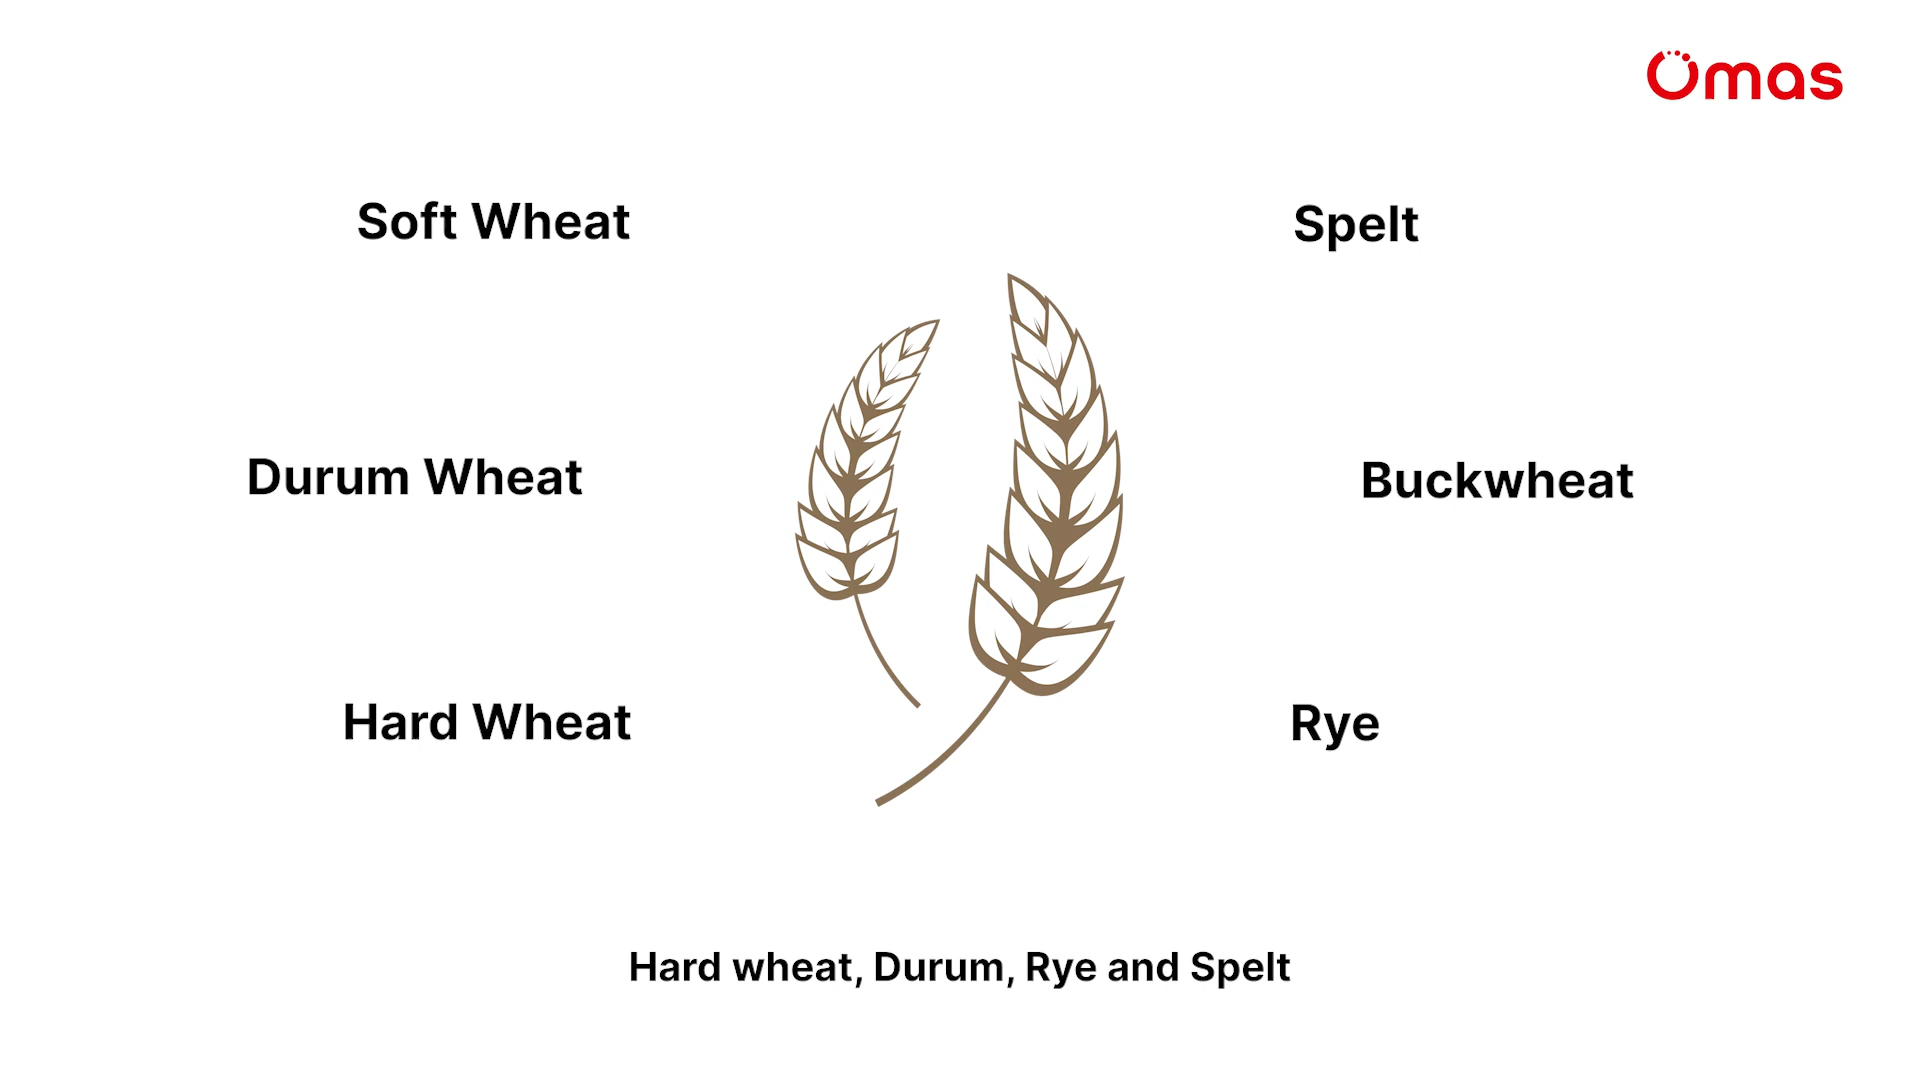 Omas
Soft Wheat
Spelt
Durum Wheat
Buckwheat
Hard Wheat
Rye
Hard wheat, Durum, Rye and Spelt